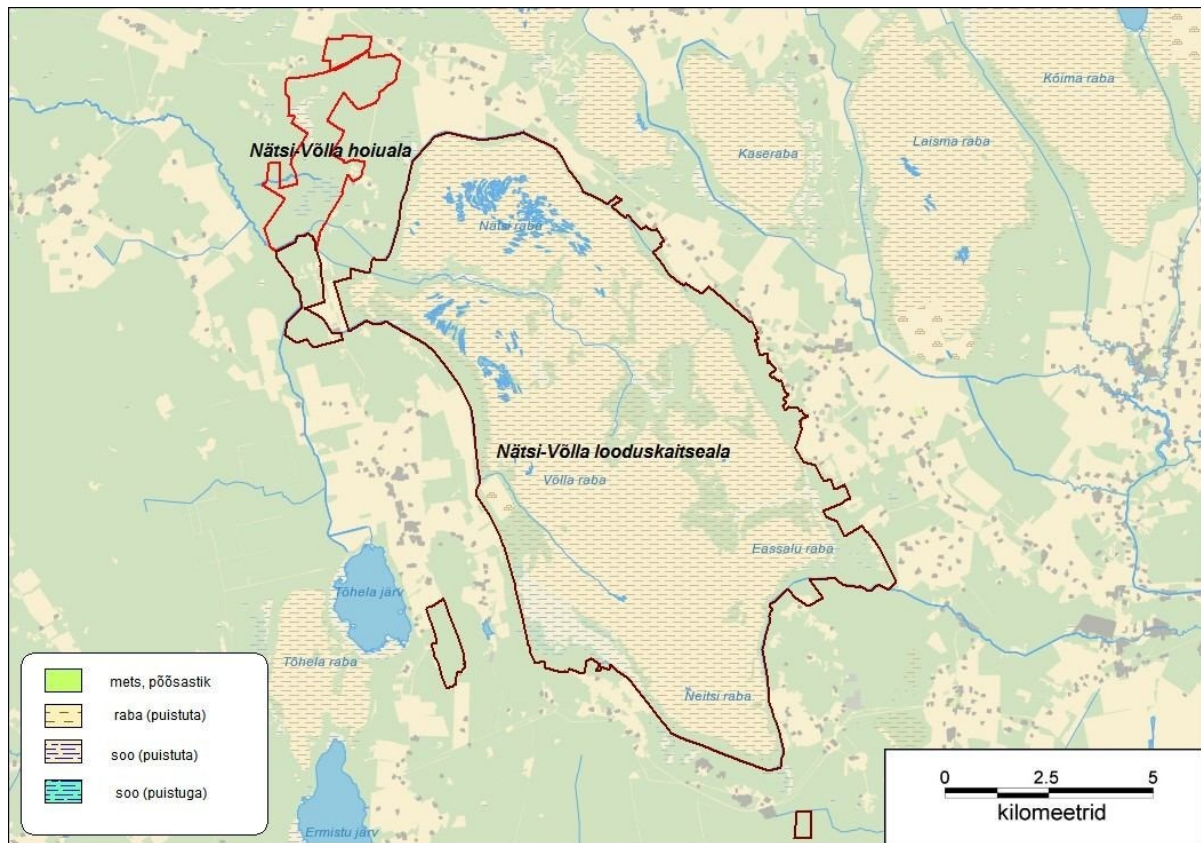 Kõima raba
Laisma raba
Nätsi-Võlla hoiuala
Kaseraba
Nätsi raba
Nätsi-Võlla looduskaitseala
Võlla raba
Eassalu raba
Tõhela järv
Tõhela raba
Neitsi raba
Ermistu järv
mets, põõsastik
raba (puistuta)
soo (puistuta)
soo (puistuga)
0 2.5 5
kilomeetrid